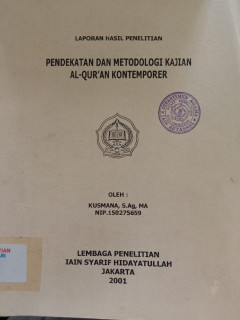 LAPORAN HASIL PENELITIAN
PENDEKATAN DAN METODOLOGI KAJIAN
AL-QUR'AN KONTEMPORER
OLEH :
KUSMANA, S.Ag, MA
NIP.150275659
LEMBAGA PENELITIAN
IAIN SYARIF HIDAYATULLAH
JAKARTA
2001